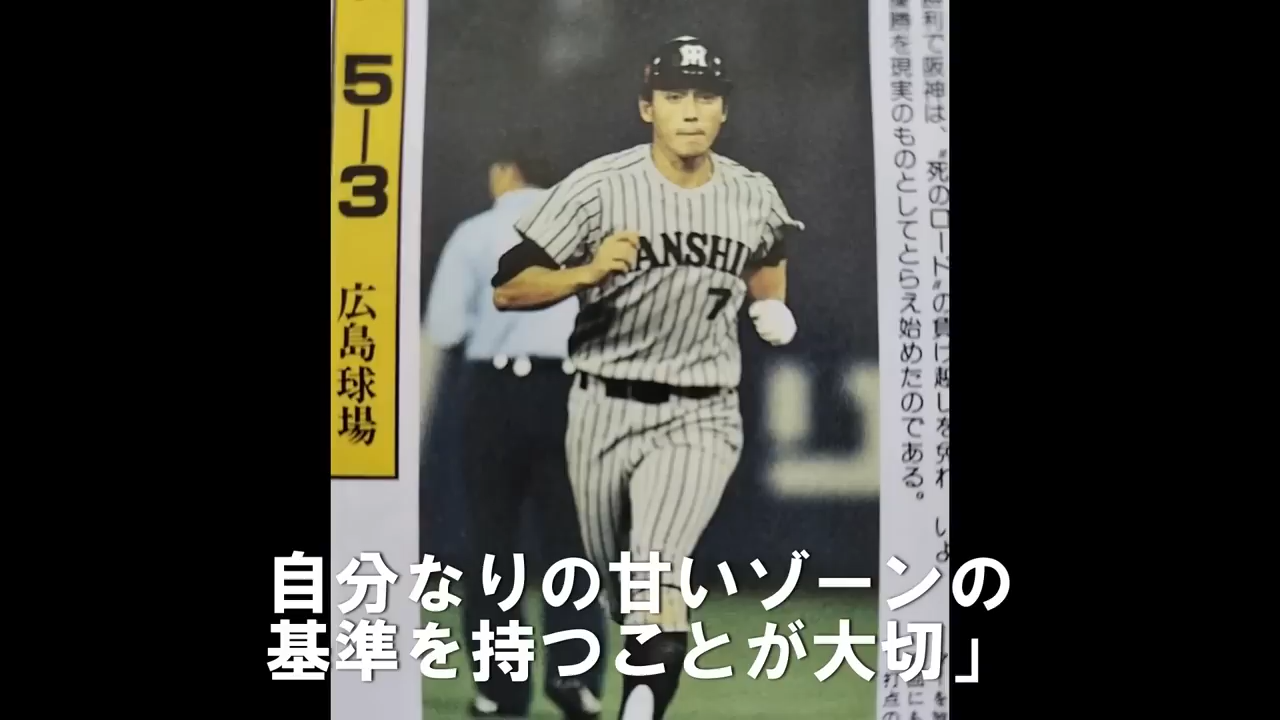 5―3
広島球場
HANSHI
7
勝利で阪神は、〝死のロード〟の負け越しを免れ
優勝を現実のものとしてとらえ始めたのである。
自分なりの甘いゾーンの
基準を持つことが大切」